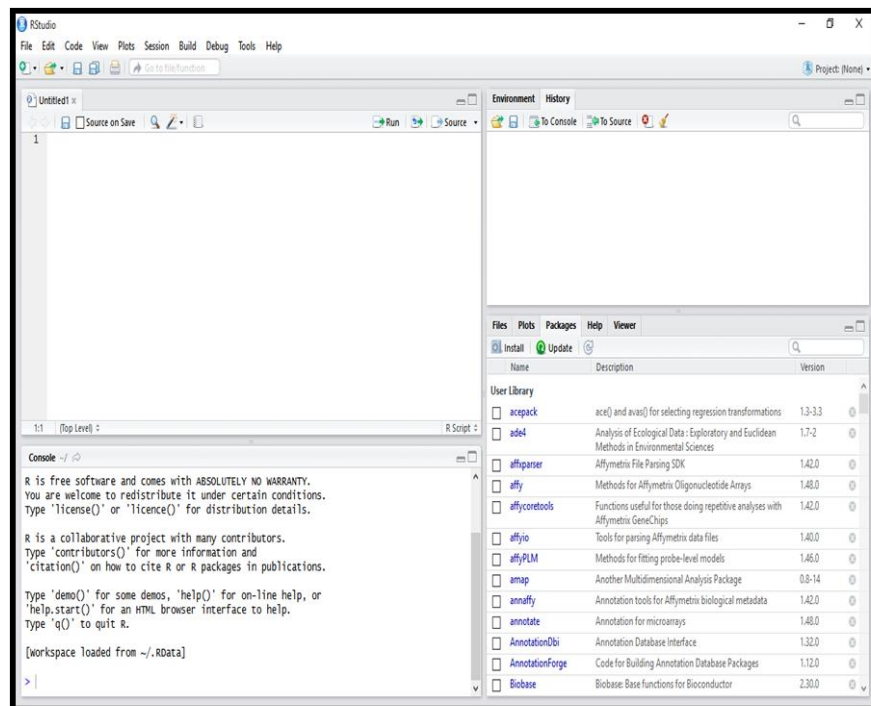 RStudio
File Edit Code View Plots Session Build Debug Tools Help
Go to file/function
Project: (None)
Untitled1
Source on Save
Run
Source
1
1:1 (Top Level)
R Script
Console ~/
R is free software and comes with ABSOLUTELY NO WARRANTY.
You are welcome to redistribute it under certain conditions.
Type 'license()' or 'licence()' for distribution details.
R is a collaborative project with many contributors.
Type 'contributors()' for more information and
'citation()' on how to cite R or R packages in publications.
Type 'demo()' for some demos, 'help()' for on-line help, or
'help.start()' for an HTML browser interface to help.
Type 'q()' to quit R.
[Workspace loaded from ~/.RData]
>
Environment History
To Console To Source
Files Plots Packages Help Viewer
Install Update
Name Description Version
User Library
acepack ace() and avas() for selecting regression transformations 1.3-3.3
ade4 Analysis of Ecological Data : Exploratory and Euclidean 1.7-2
Methods in Environmental Sciences
affxparser Affymetrix File Parsing SDK 1.42.0
affy Methods for Affymetrix Oligonucleotide Arrays 1.48.0
affycoretools Functions useful for those doing repetitive analyses with 1.42.0
Affymetrix GeneChips
affyio Tools for parsing Affymetrix data files 1.40.0
affyPLM Methods for fitting probe-level models 1.46.0
amap Another Multidimensional Analysis Package 0.8-14
annaffy Annotation tools for Affymetrix biological metadata 1.42.0
annotate Annotation for microarrays 1.48.0
AnnotationDbi Annotation Database Interface 1.32.0
AnnotationForge Code for Building Annotation Database Packages 1.12.0
Biobase Biobase: Base functions for Bioconductor 2.30.0